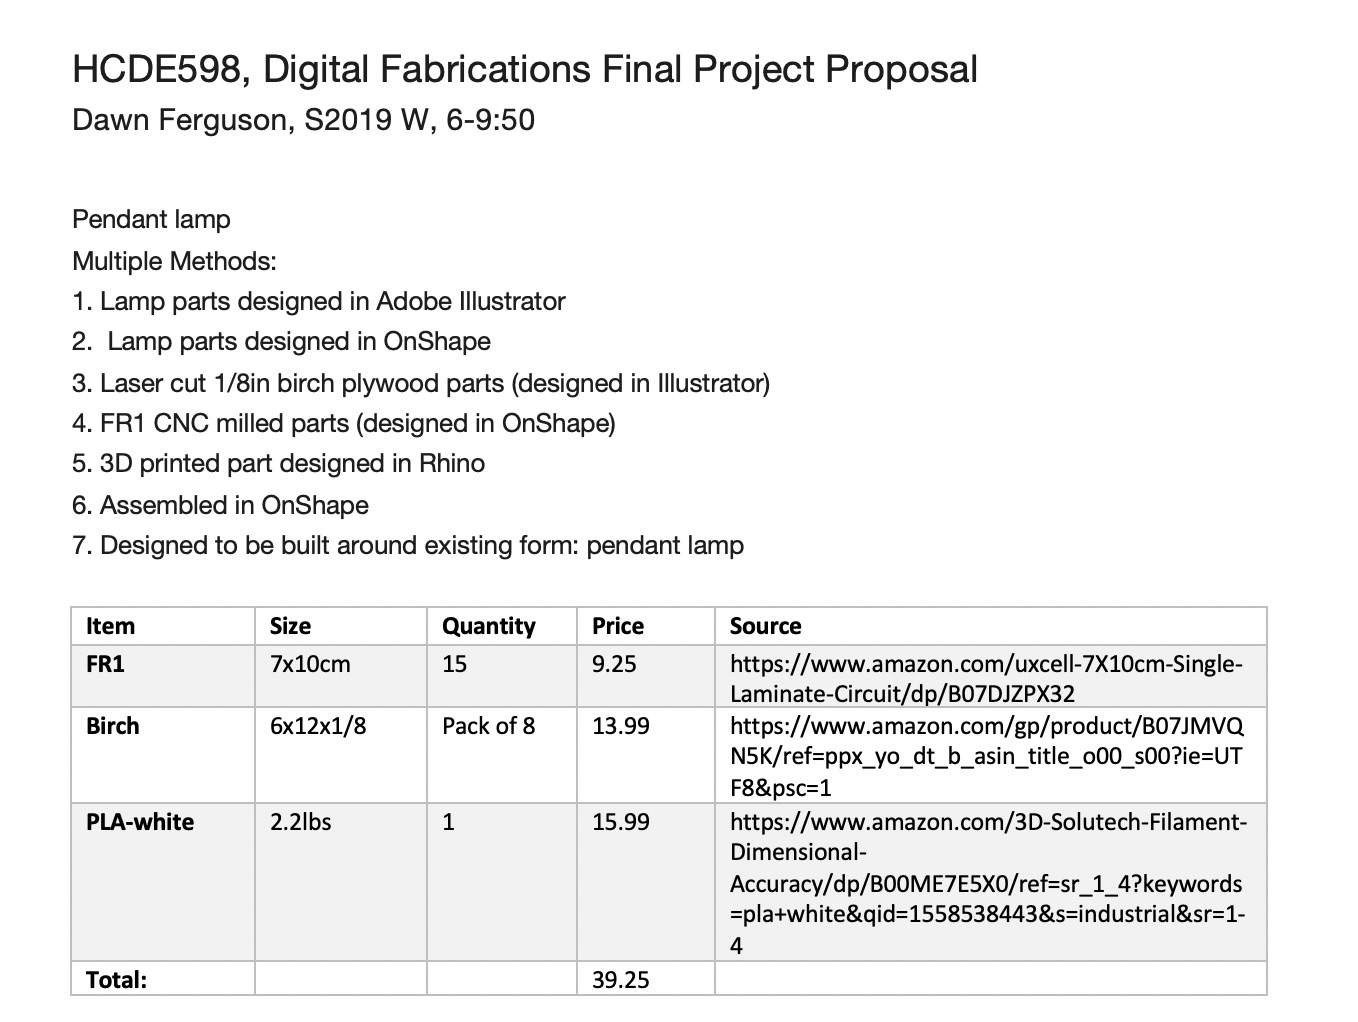 HCDE598, Digital Fabrications Final Project Proposal
Dawn Ferguson, S2019 W, 6-9:50
Pendant lamp
Multiple Methods:
1. Lamp parts designed in Adobe Illustrator
2.  Lamp parts designed in OnShape
3. Laser cut 1/8in birch plywood parts (designed in Illustrator)
4. FR1 CNC milled parts (designed in OnShape)
5. 3D printed part designed in Rhino
6. Assembled in OnShape
7. Designed to be built around existing form: pendant lamp
Item Size Quantity Price Source
FR1 7x10cm 15 9.25 https://www.amazon.com/uxcell-7X10cm-Single-
Laminate-Circuit/dp/B07DJZPX32
Birch 6x12x1/8 Pack of 8 13.99 https://www.amazon.com/gp/product/B07JMVQ
N5K/ref=ppx_yo_dt_b_asin_title_o00_s00?ie=UT
F8&psc=1
PLA-white 2.2lbs 1 15.99 https://www.amazon.com/3D-Solutech-Filament-
Dimensional-
Accuracy/dp/B00ME7E5X0/ref=sr_1_4?keywords
=pla+white&qid=1558538443&s=industrial&sr=1-
4
Total: 39.25